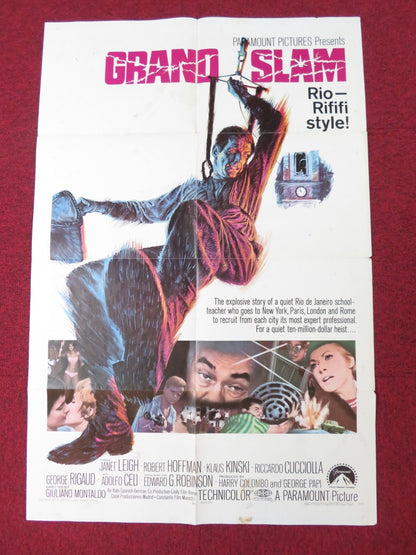 PARAMOUNT PICTURES Presents
GRAND SLAM
Rio—
Rififi
style!
The explosive story of a quiet Rio de Janeiro school-
teacher who goes to New York, Paris, London and Rome
to recruit from each city its most expert professional.
For a quiet ten-million-dollar heist....
JANET LEIGH · ROBERT HOFFMAN · KLAUS KINSKI · RICCARDO CUCCIOLLA
GEORGE RIGAUD ADOLFO CELI EDWARD G. ROBINSON HARRY COLOMBO and GEORGE PAPI
GIULIANO MONTALDO
TECHNICOLOR® A PARAMOUNT Picture
Paramount